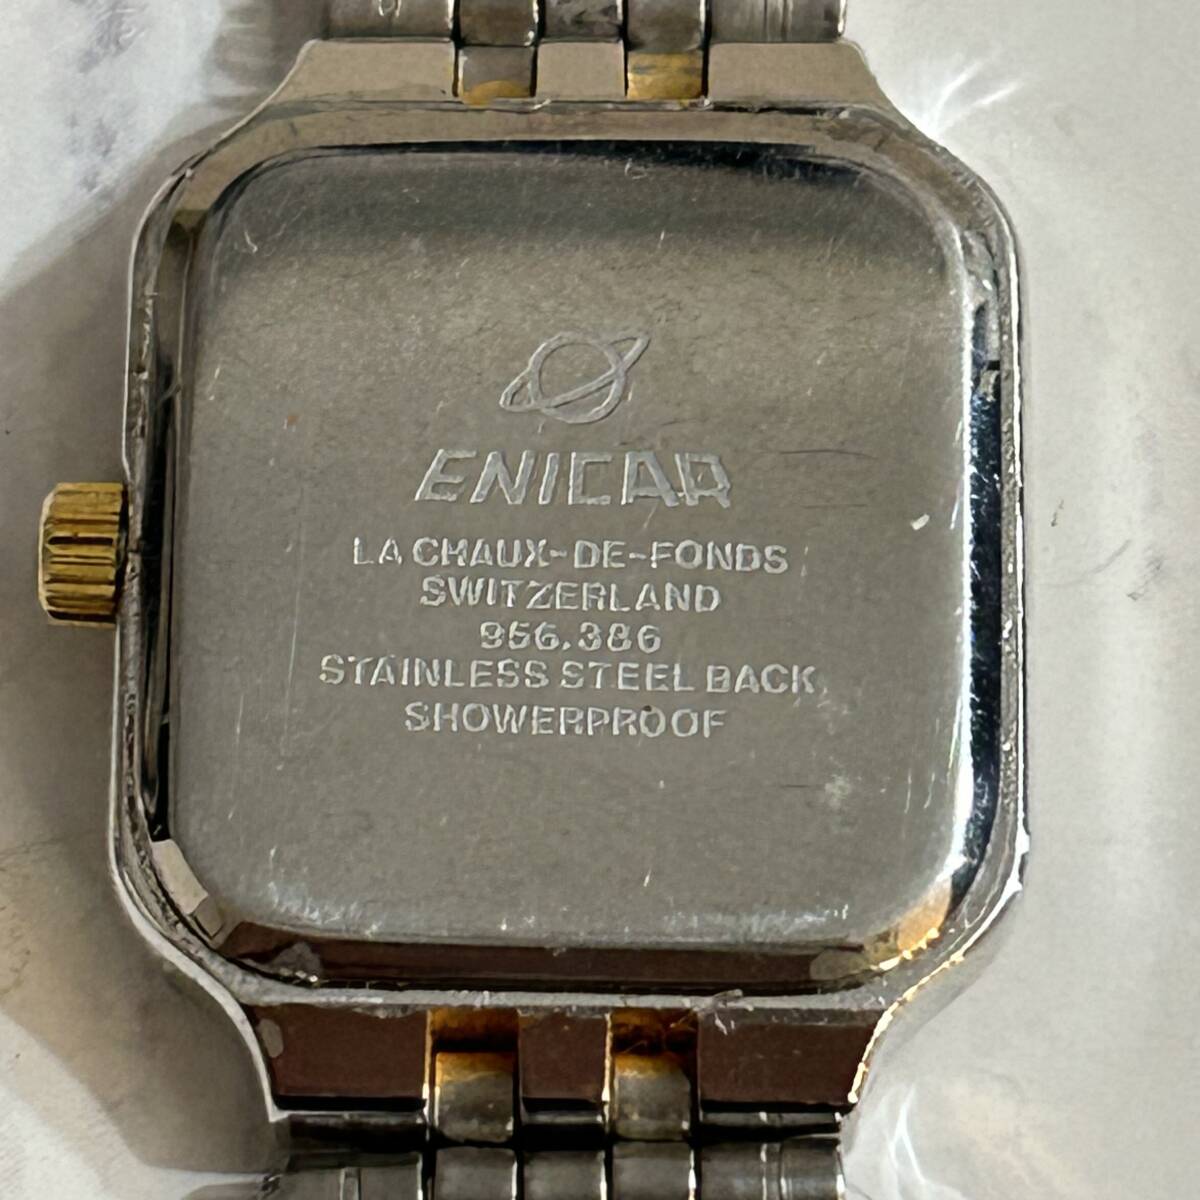 ENICAR
LA CHAUX-DE-FONDS
SWITZERLAND
956.386
STAINLESS STEEL BACK
SHOWERPROOF